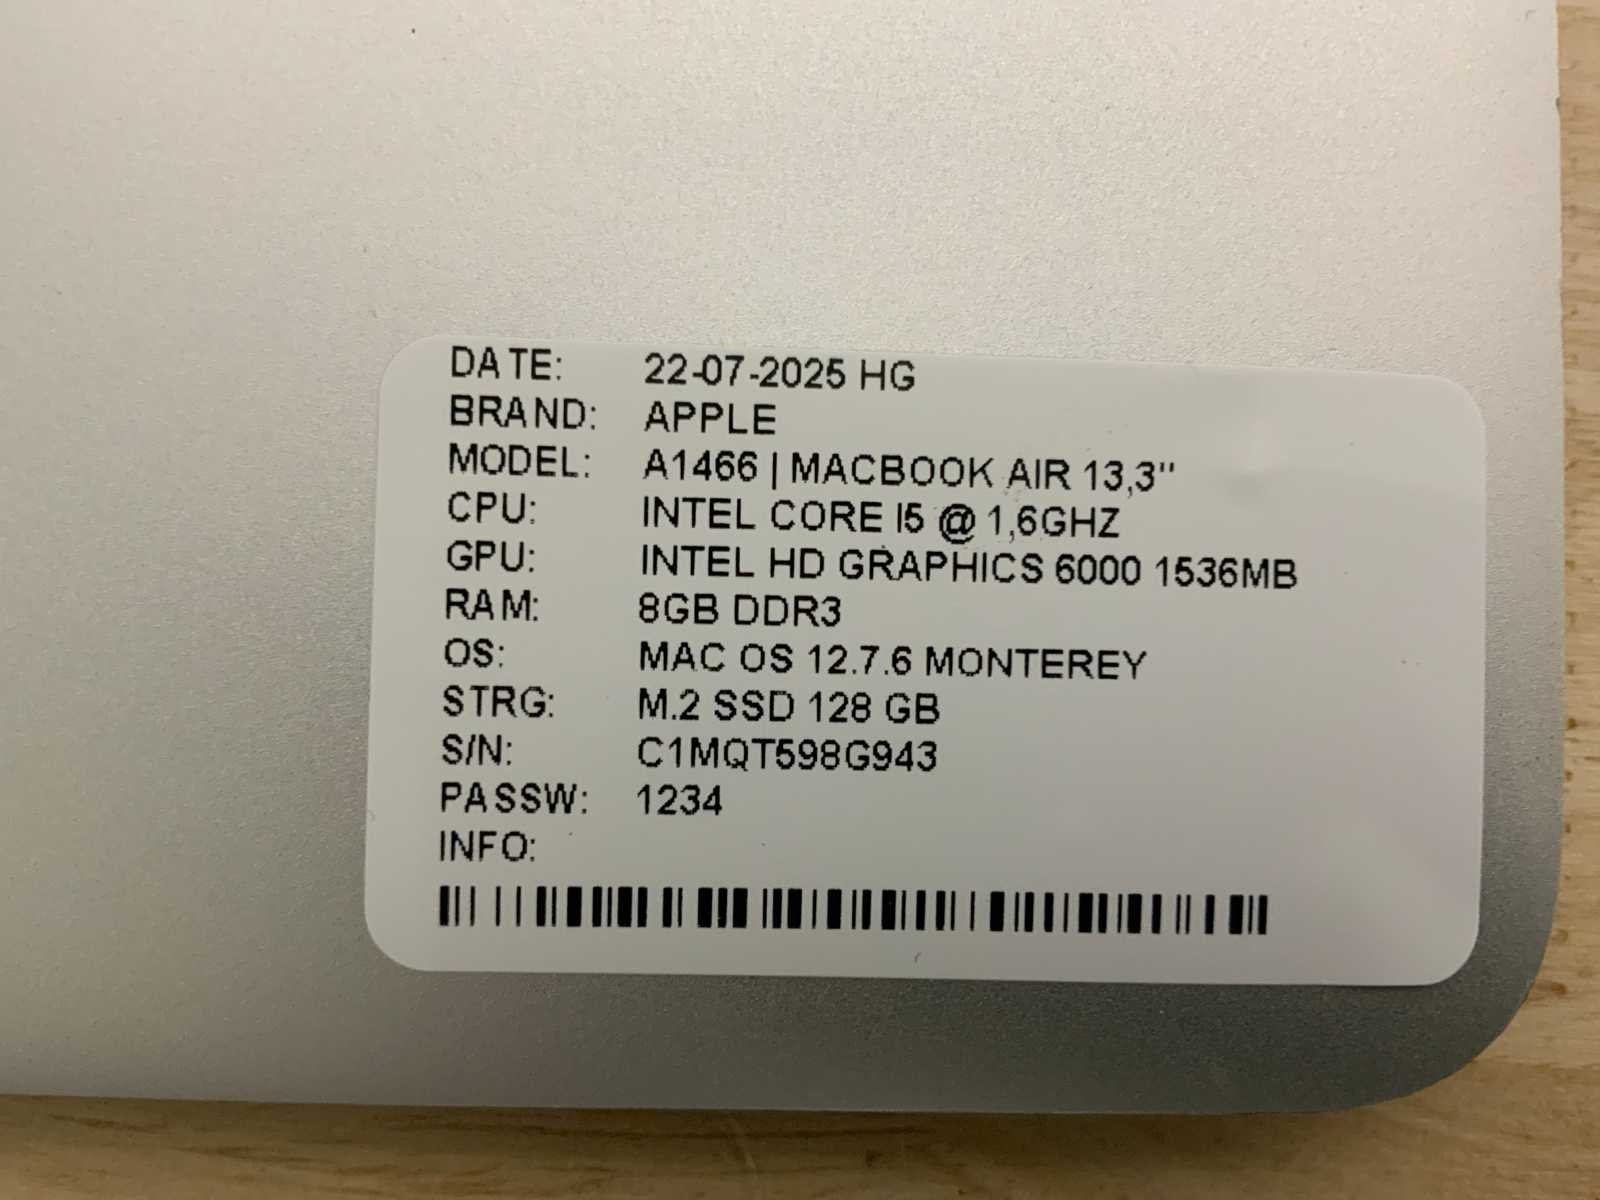 DATE: 22-07-2025 HG
BRAND: APPLE
MODEL: A1466 | MACBOOK AIR 13,3"
CPU: INTEL CORE I5 @ 1,6GHZ
GPU: INTEL HD GRAPHICS 6000 1536MB
RAM: 8GB DDR3
OS: MAC OS 12.7.6 MONTEREY
STRG: M.2 SSD 128 GB
S/N: C1MQT598G943
PASSW: 1234
INFO: